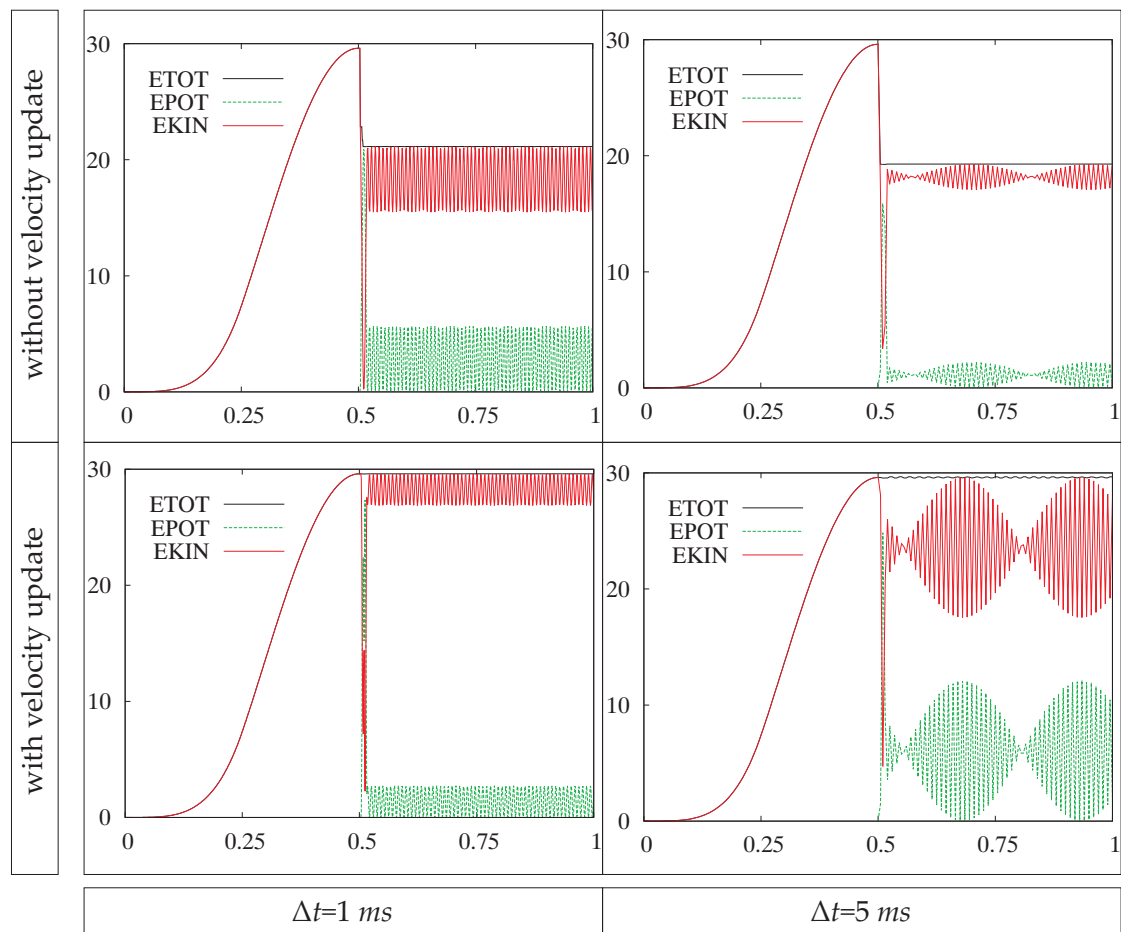 without velocity update
30
20
10
0
ETOT
EPOT
EKIN
0 0.25 0.5 0.75 1
30
20
10
0
ETOT
EPOT
EKIN
0 0.25 0.5 0.75 1
with velocity update
30
20
10
0
ETOT
EPOT
EKIN
0 0.25 0.5 0.75 1
30
20
10
0
ETOT
EPOT
EKIN
0 0.25 0.5 0.75 1
Δt=1 ms
Δt=5 ms